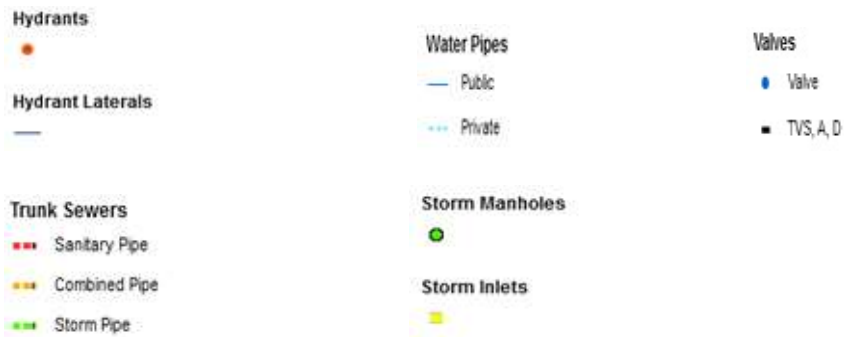 Hydrants
Hydrant Laterals
Water Pipes
Public
Private
Valves
Valve
TVS, A, D
Trunk Sewers
Sanitary Pipe
Combined Pipe
Storm Pipe
Storm Manholes
Storm Inlets